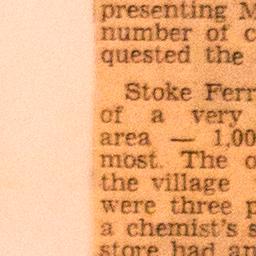 presenting M
number of c
quested the
Stoke Ferr
of a very
area — 1,00
most. The o
the village
were three p
a chemist's s
store had an